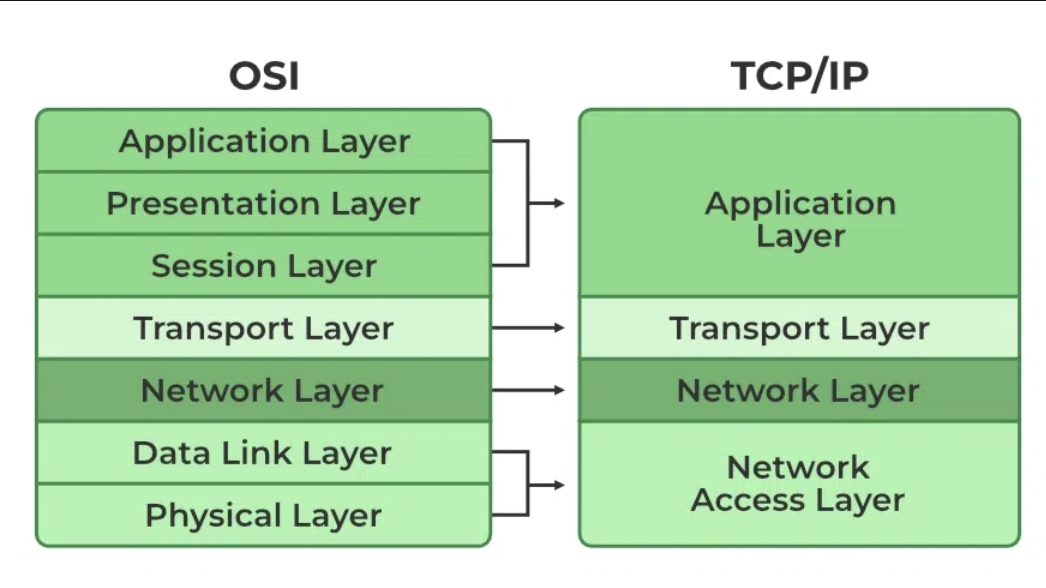 OSI
Application Layer
Presentation Layer
Session Layer
Transport Layer
Network Layer
Data Link Layer
Physical Layer
TCP/IP
Application
Layer
Transport Layer
Network Layer
Network
Access Layer